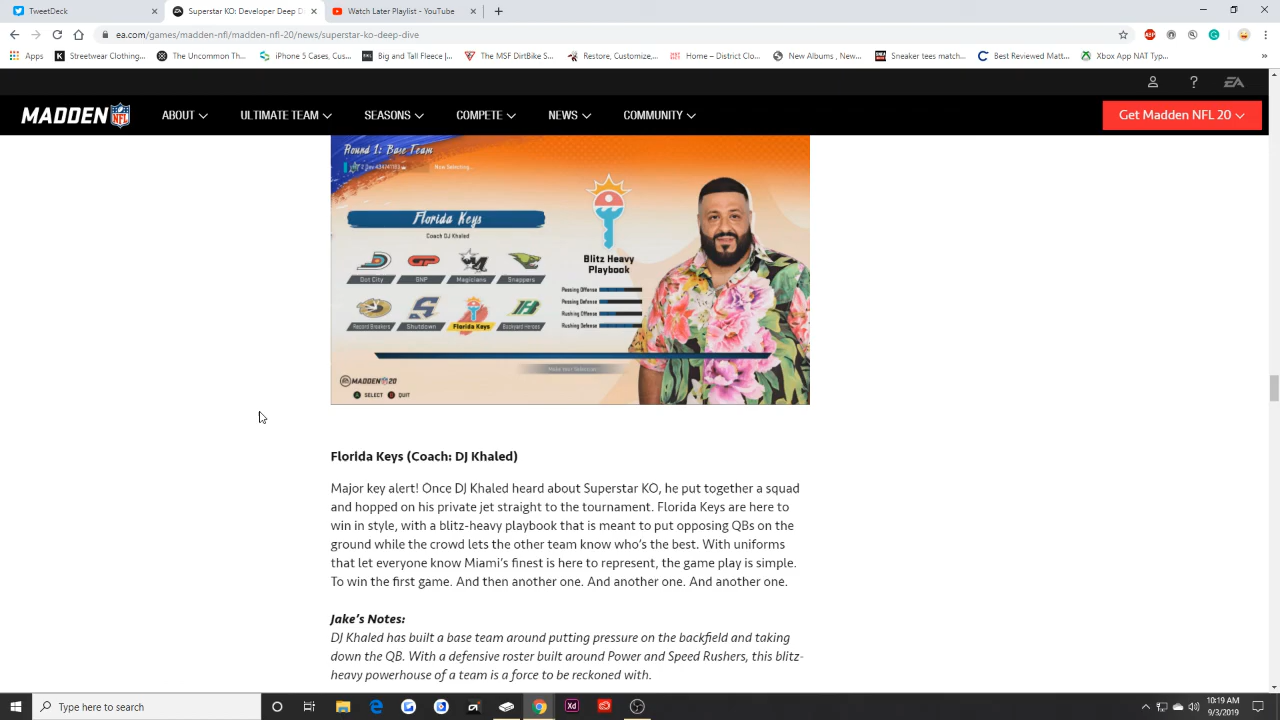 TweetDeck
Superstar KO: Developer Deep D
YouTube - Watch
ea.com/games/madden-nfl/madden-nfl-20/news/superstar-ko-deep-dive
Apps
Streetwear Clothing...
The Uncommon Th...
iPhone 5 Cases, Cus...
Big and Tall Fleece |...
The MSF DirtBike S...
Restore, Customize,...
Home – District Clo...
New Albums , New...
Sneaker tees matchi...
Best Reviewed Matt...
Xbox App NAT Typ...
EA
MADDEN NFL
ABOUT
ULTIMATE TEAM
SEASONS
COMPETE
NEWS
COMMUNITY
Get Madden NFL 20
Round 1: Base Team
Now Selecting...
Florida Keys
Coach DJ Khaled
Dot City
GNP
Magicians
Snappers
Record Breakers
Shutdown
Florida Keys
Backyard Heroes
Blitz Heavy
Playbook
Passing Offense
Passing Defense
Rushing Offense
Rushing Defense
Make Your Selection
EA MADDEN 20
A SELECT B QUIT
Florida Keys (Coach: DJ Khaled)
Major key alert! Once DJ Khaled heard about Superstar KO, he put together a squad
and hopped on his private jet straight to the tournament. Florida Keys are here to
win in style, with a blitz-heavy playbook that is meant to put opposing QBs on the
ground while the crowd lets the other team know who's the best. With uniforms
that let everyone know Miami's finest is here to represent, the game play is simple.
To win the first game. And then another one. And another one. And another one.
Jake's Notes:
DJ Khaled has built a base team around putting pressure on the backfield and taking
down the QB. With a defensive roster built around Power and Speed Rushers, this blitz-
heavy powerhouse of a team is a force to be reckoned with.
Type here to search
10:19 AM
9/3/2019